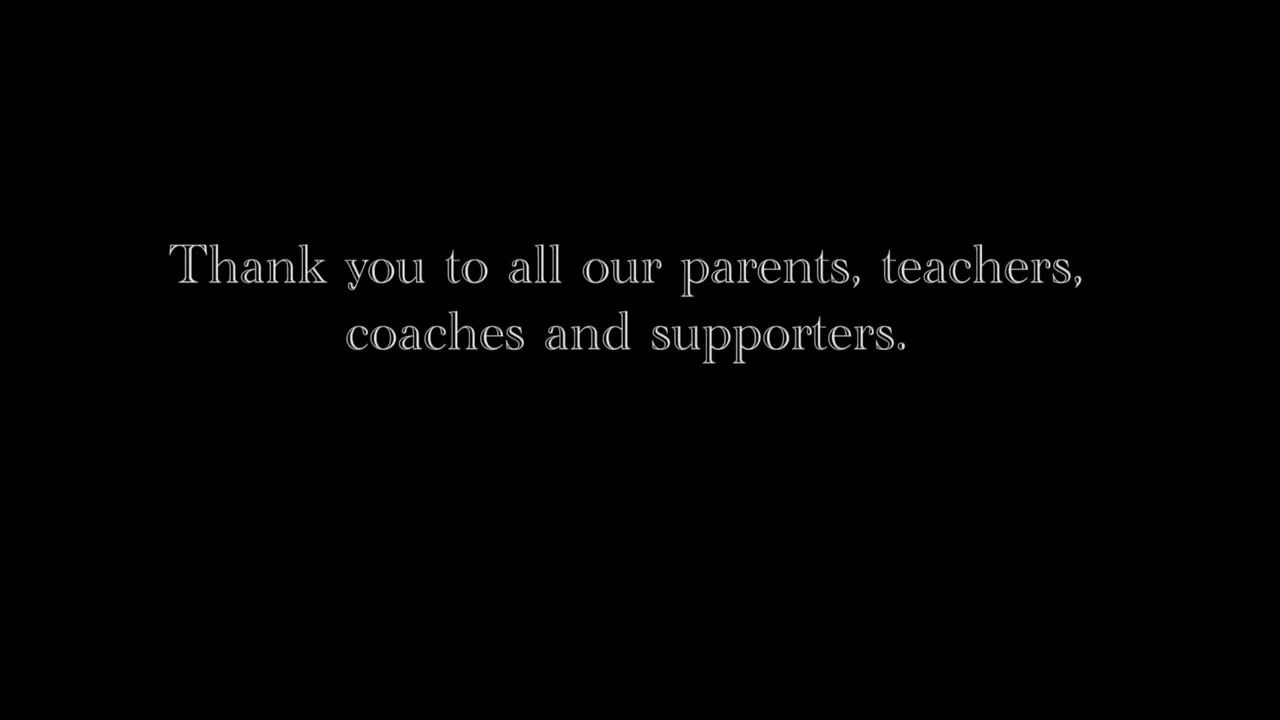 Thank you to all our parents, teachers,
coaches and supporters.